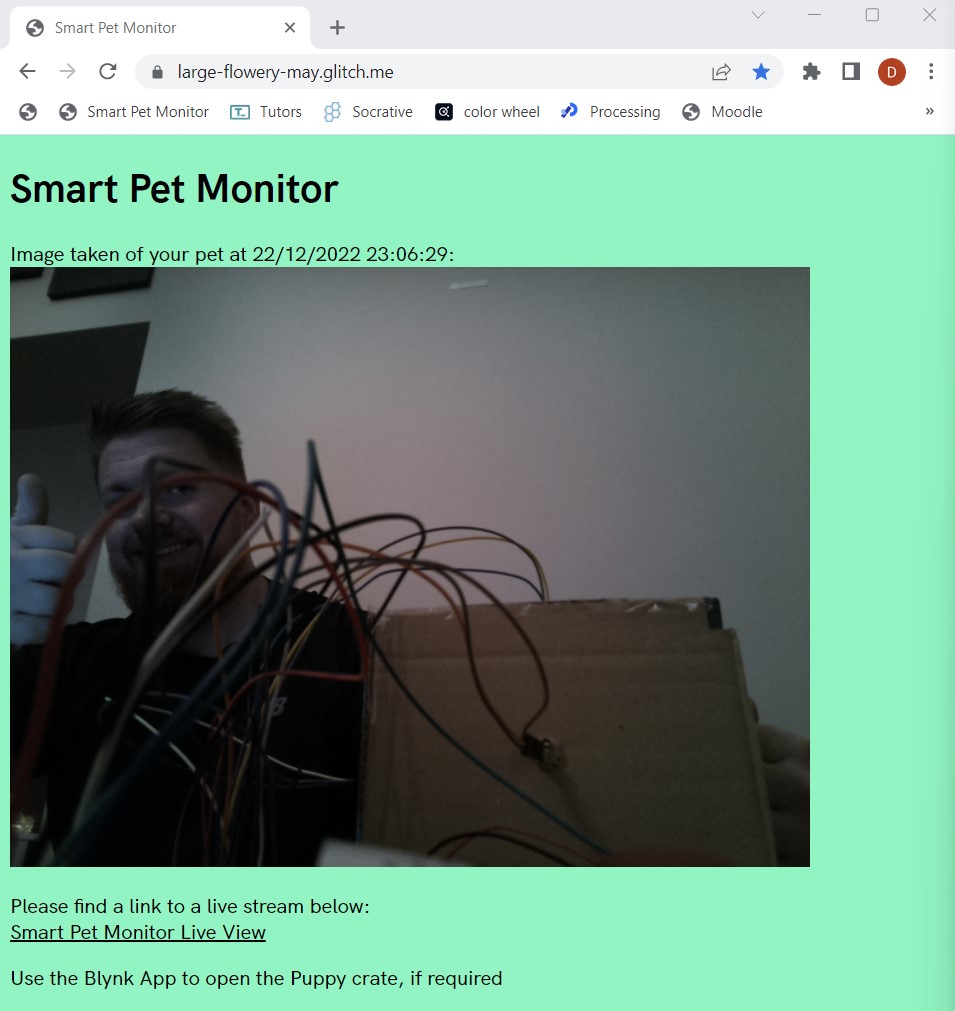 Smart Pet Monitor
large-flowery-may.glitch.me
D
Smart Pet Monitor Tutors Socrative color wheel Processing Moodle »
Smart Pet Monitor
Image taken of your pet at 22/12/2022 23:06:29:
Please find a link to a live stream below:
Smart Pet Monitor Live View
Use the Blynk App to open the Puppy crate, if required